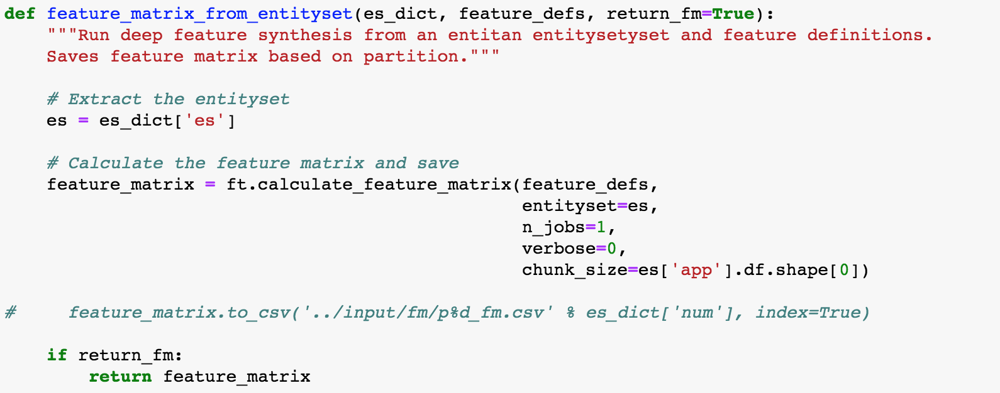 def feature_matrix_from_entityset(es_dict, feature_defs, return_fm=True):
    """Run deep feature synthesis from an entitan entitysetyset and feature definitions.
    Saves feature matrix based on partition."""

    # Extract the entityset
    es = es_dict['es']

    # Calculate the feature matrix and save
    feature_matrix = ft.calculate_feature_matrix(feature_defs,
                                                 entityset=es,
                                                 n_jobs=1,
                                                 verbose=0,
                                                 chunk_size=es['app'].df.shape[0])

#     feature_matrix.to_csv('../input/fm/p%d_fm.csv' % es_dict['num'], index=True)

    if return_fm:
        return feature_matrix